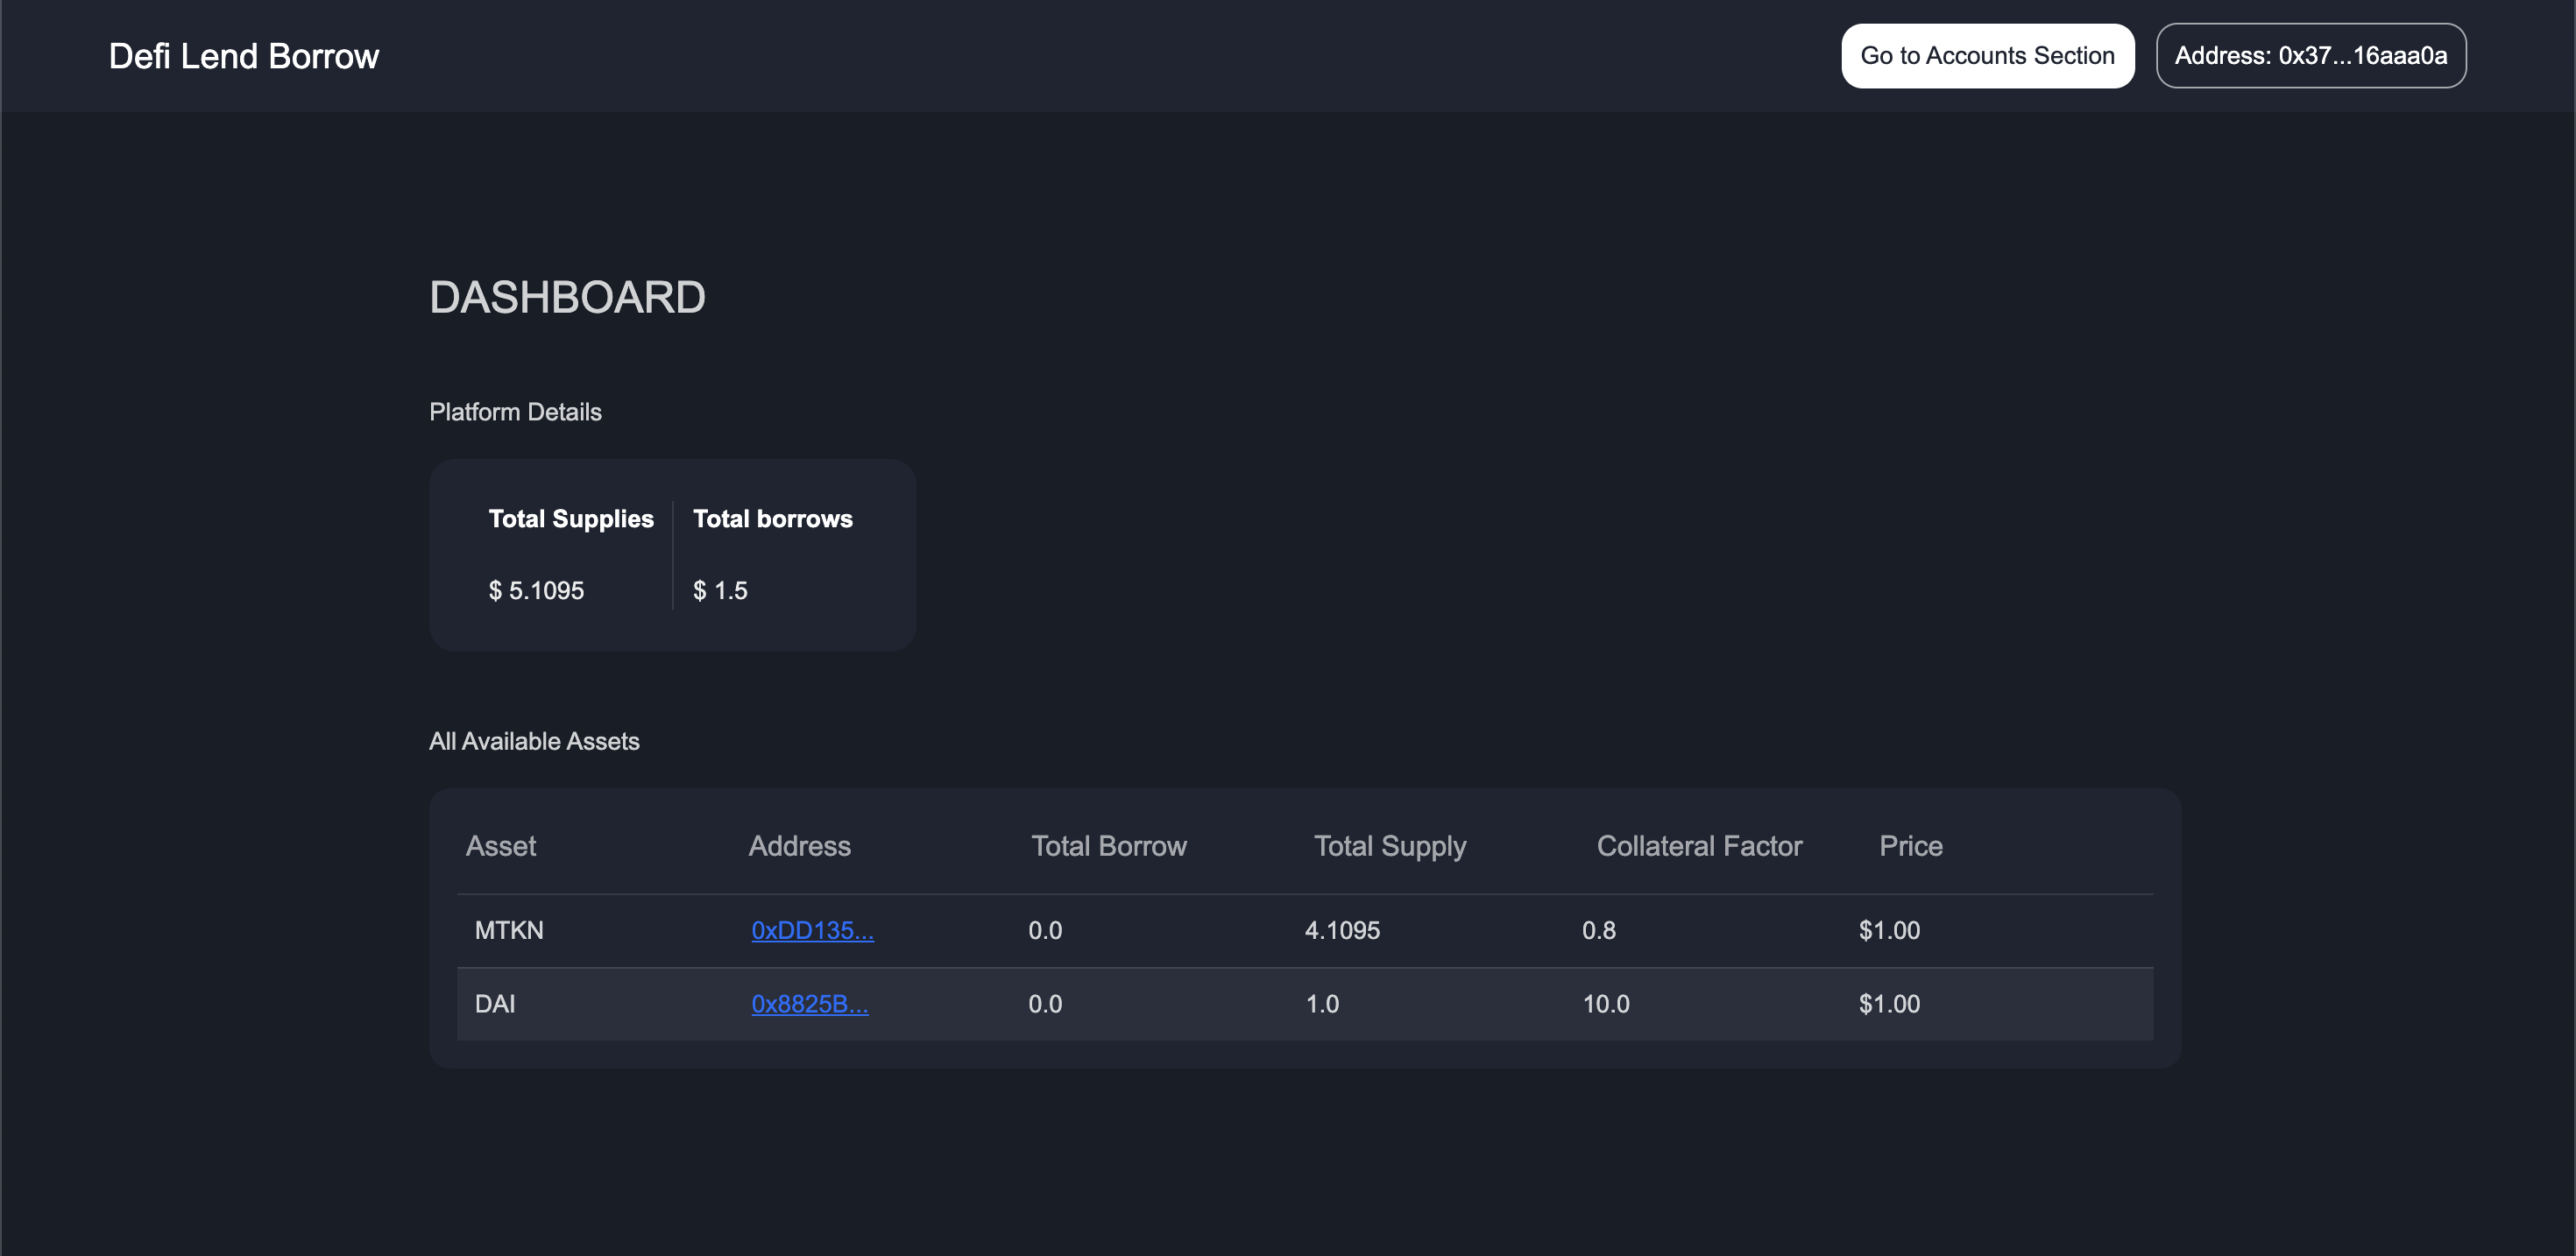 Defi Lend Borrow
Go to Accounts Section
Address: 0x37...16aaa0a
DASHBOARD
Platform Details
Total Supplies Total borrows
$ 5.1095 $ 1.5
All Available Assets
Asset Address Total Borrow Total Supply Collateral Factor Price
MTKN 0xDD135... 0.0 4.1095 0.8 $1.00
DAI 0x8825B... 0.0 1.0 10.0 $1.00